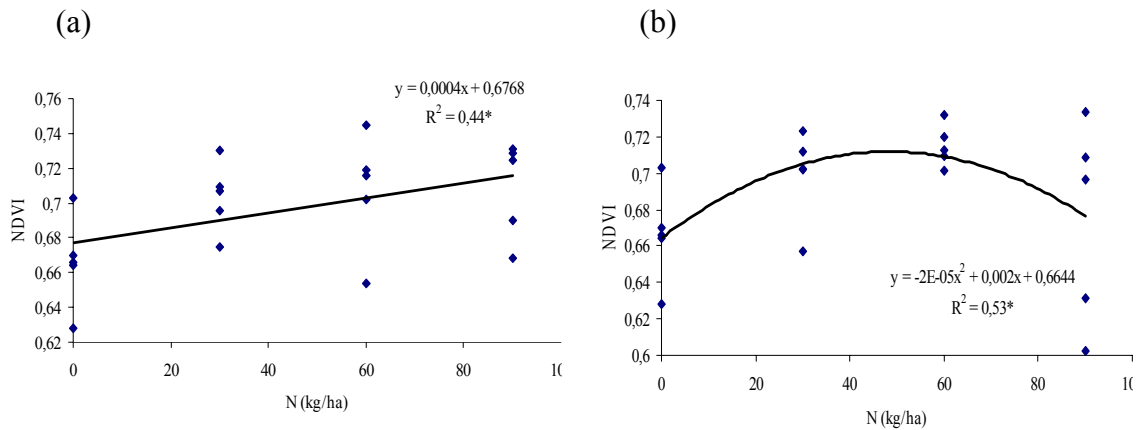 (a)
y = 0,0004x + 0,6768
R² = 0,44*
0,76
0,74
0,72
0,7
0,68
0,66
0,64
0,62
NDVI
0 20 40 60 80 10
N (kg/ha)
(b)
0,74
0,72
0,7
0,68
0,66
0,64
0,62
0,6
NDVI
y = -2E-05x² + 0,002x + 0,6644
R² = 0,53*
0 20 40 60 80 10
N (kg/ha)